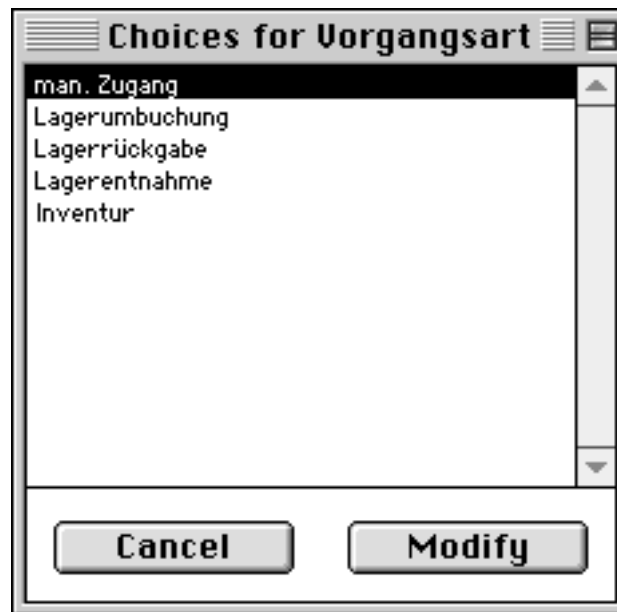 Choices for Vorgangsart
man. Zugang
Lagerumbuchung
Lagerrückgabe
Lagerentnahme
Inventur
Cancel
Modify